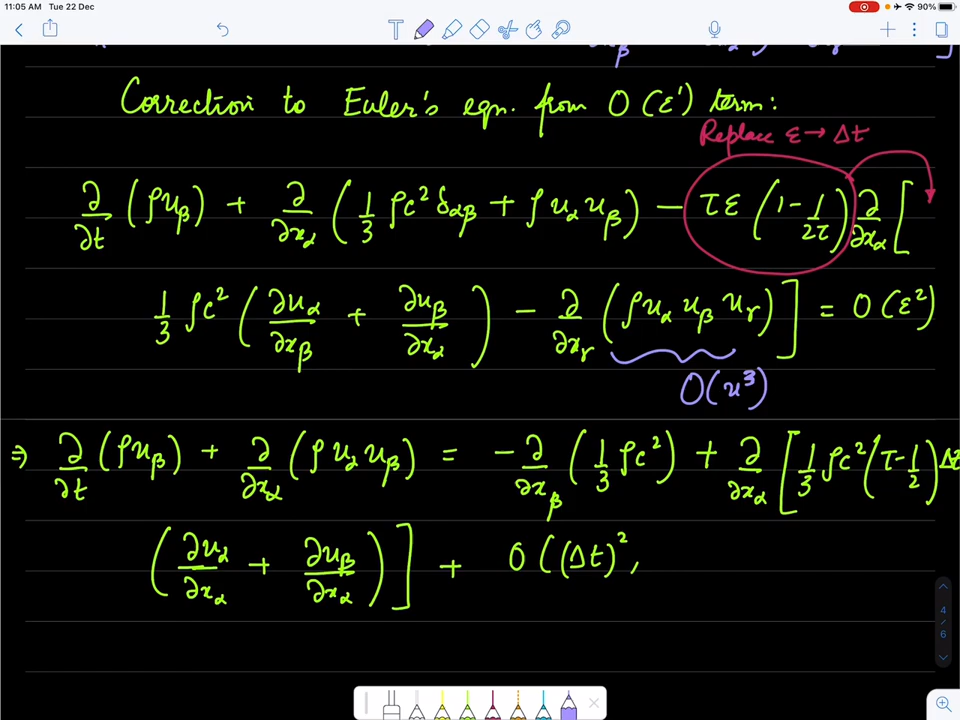 11:05 AM Tue 22 Dec 90%
Correction to Euler's eqn. from O(ε') term:
Replace ε → Δt
∂/∂t (ρu_β) + ∂/∂x_α (1/3 ρc² δ_αβ + ρu_α u_β) − τε (1 − 1/2τ) ∂/∂x_α [
1/3 ρc² (∂u_α/∂x_β + ∂u_β/∂x_α) − ∂/∂x_γ (ρu_α u_β u_γ)] = O(ε²)
O(u³)
⇒ ∂/∂t (ρu_β) + ∂/∂x_α (ρu_α u_β) = −∂/∂x_β (1/3 ρc²) + ∂/∂x_α [1/3 ρc² (τ − 1/2) Δt
(∂u_α/∂x_α + ∂u_β/∂x_α)] + O((Δt)²,
4
/
6